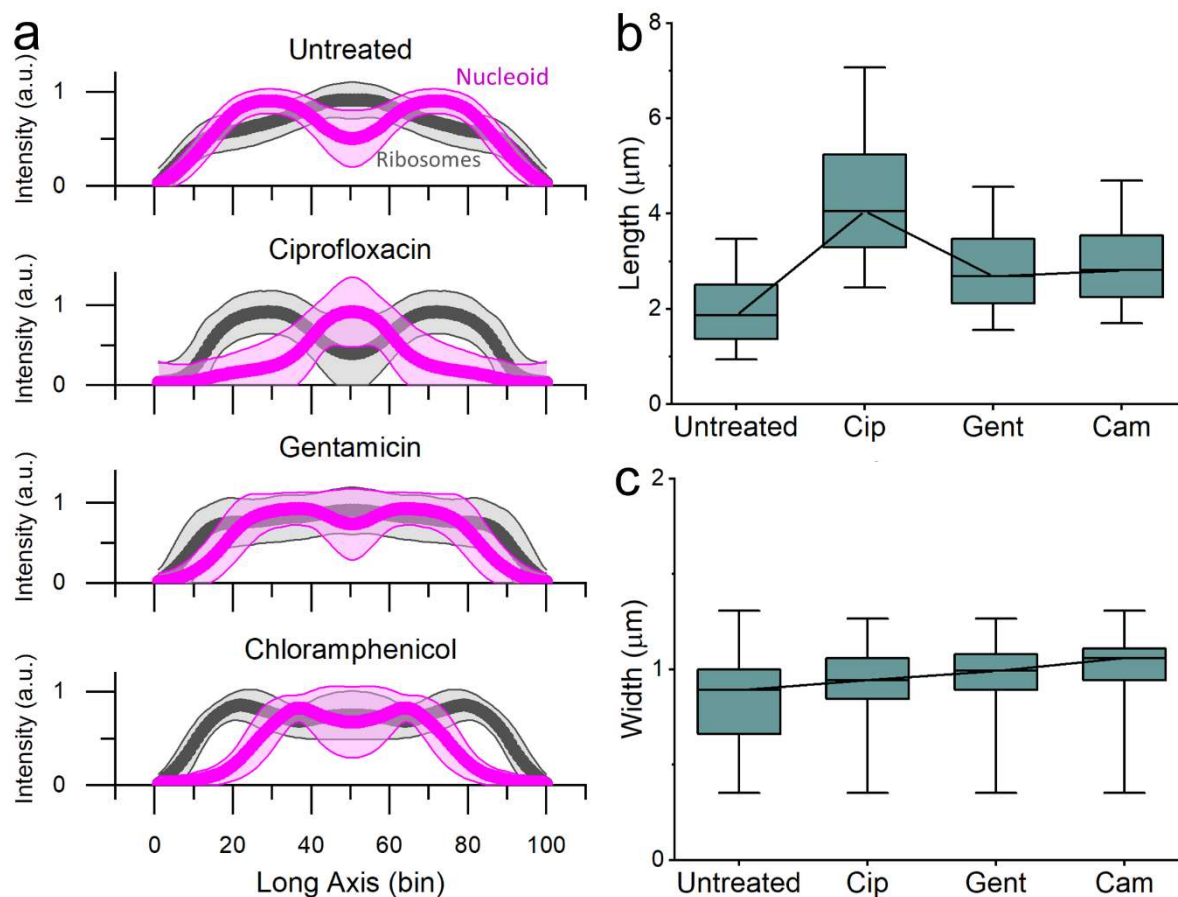 a
Untreated
Nucleoid
Ribosomes
Intensity (a.u.)
1
0
Ciprofloxacin
Intensity (a.u.)
1
0
Gentamicin
Intensity (a.u.)
1
0
Chloramphenicol
Intensity (a.u.)
1
0
0 20 40 60 80 100
Long Axis (bin)
b
Length (μm)
8
6
4
2
0
Untreated Cip Gent Cam
c
Width (μm)
2
1
0
Untreated Cip Gent Cam